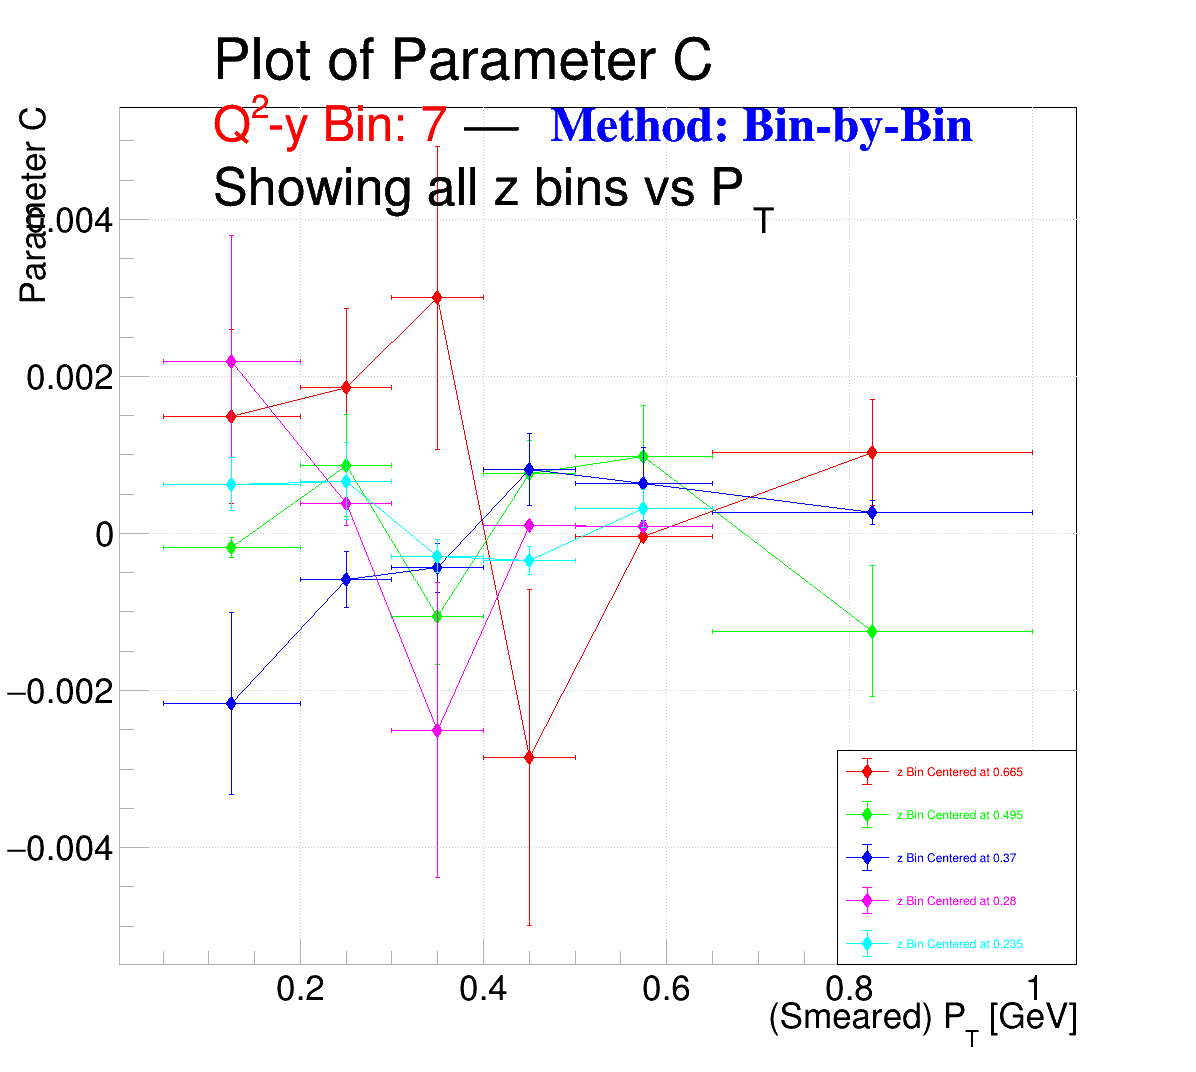 Plot of Parameter C
Q²-y Bin: 7 — Method: Bin-by-Bin
Showing all z bins vs P_T
Parameter C
0.004
0.002
0
−0.002
−0.004
z Bin Centered at 0.665
z Bin Centered at 0.495
z Bin Centered at 0.37
z Bin Centered at 0.28
z Bin Centered at 0.235
0.2 0.4 0.6 0.8 1
(Smeared) P_T [GeV]